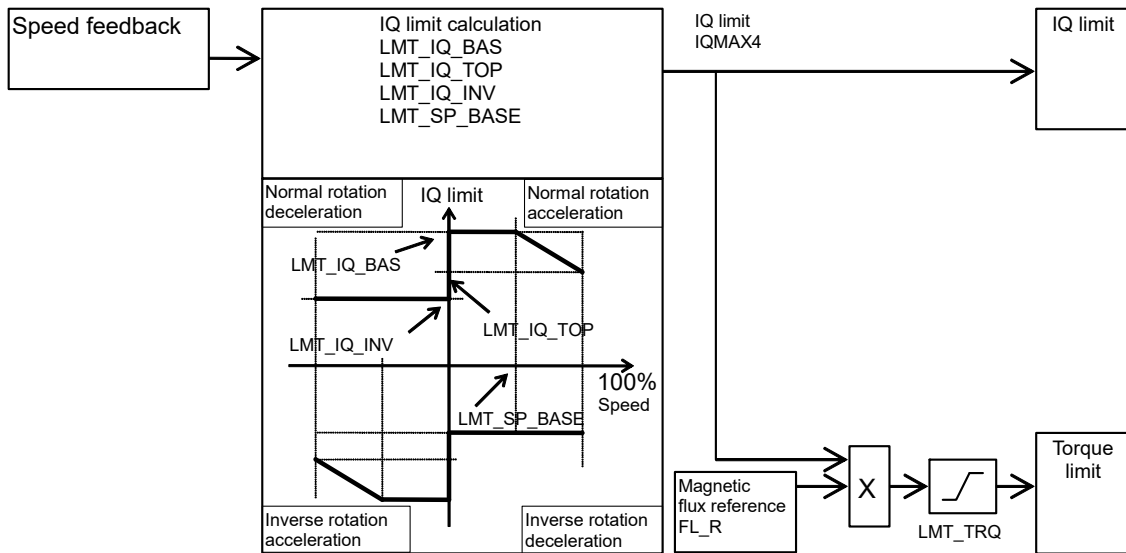 Speed feedback
IQ limit calculation
LMT_IQ_BAS
LMT_IQ_TOP
LMT_IQ_INV
LMT_SP_BASE
IQ limit
IQMAX4
IQ limit
Normal rotation
deceleration
IQ limit
Normal rotation
acceleration
LMT_IQ_BAS
LMT_IQ_TOP
LMT_IQ_INV
100%
Speed
LMT_SP_BASE
Inverse rotation
acceleration
Inverse rotation
deceleration
Magnetic
flux reference
FL_R
X
LMT_TRQ
Torque
limit